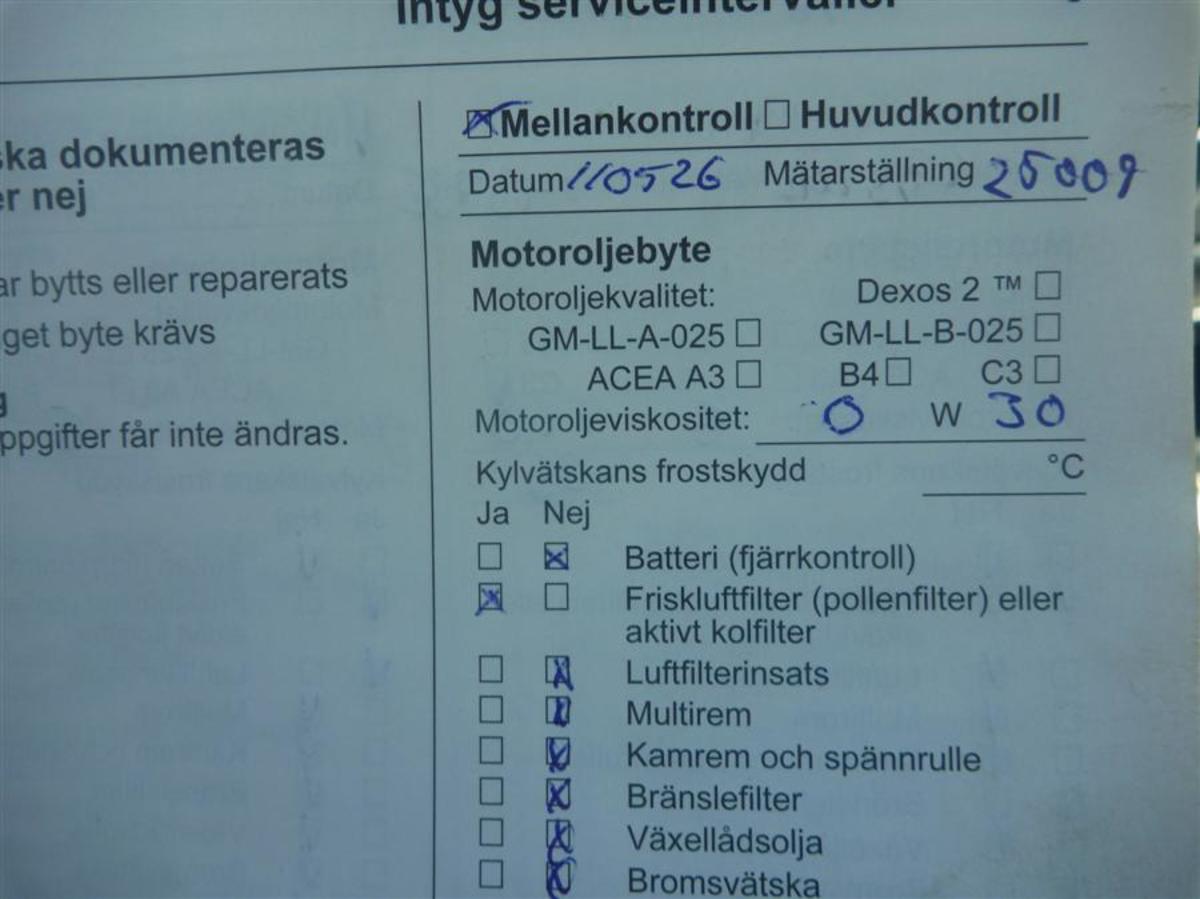 Intyg serviceintervaller
ska dokumenteras
er nej
ar bytts eller reparerats
get byte krävs
g
ppgifter får inte ändras.
☒ Mellankontroll ☐ Huvudkontroll
Datum 110526 Mätarställning 25009
Motoroljebyte
Motoroljekvalitet: Dexos 2 ™ ☐
GM-LL-A-025 ☐ GM-LL-B-025 ☐
ACEA A3 ☐ B4 ☐ C3 ☐
Motoroljeviskositet: 0 W 30
Kylvätskans frostskydd °C
Ja Nej
☐ ☒ Batteri (fjärrkontroll)
☒ ☐ Friskluftfilter (pollenfilter) eller
aktivt kolfilter
☐ ☒ Luftfilterinsats
☐ ☒ Multirem
☐ ☒ Kamrem och spännrulle
☐ ☒ Bränslefilter
☐ ☒ Växellådsolja
☐ ☒ Bromsvätska